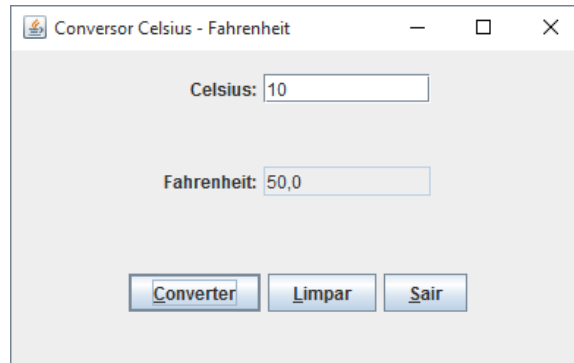 Conversor Celsius - Fahrenheit
Celsius: 10
Fahrenheit: 50,0
Converter Limpar Sair